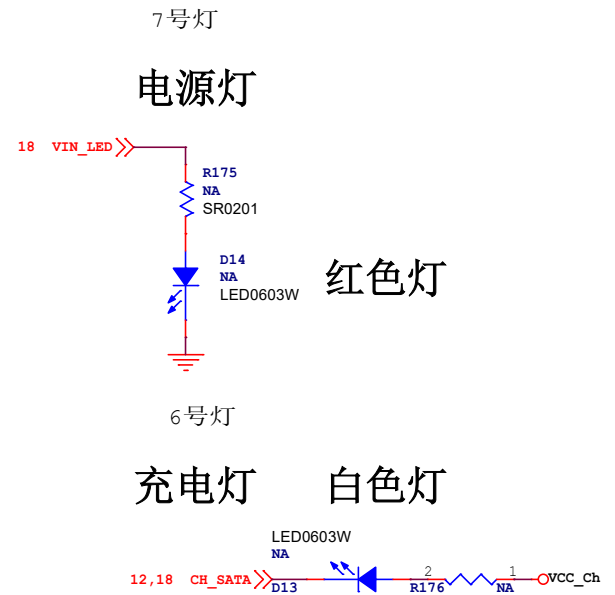 7号灯
电源灯
18 VIN_LED
R175
NA
SR0201
D14
NA
LED0603W
红色灯
6号灯
充电灯 白色灯
LED0603W
NA
12,18 CH_SATA D13 2 R176 1 NA VCC_Ch